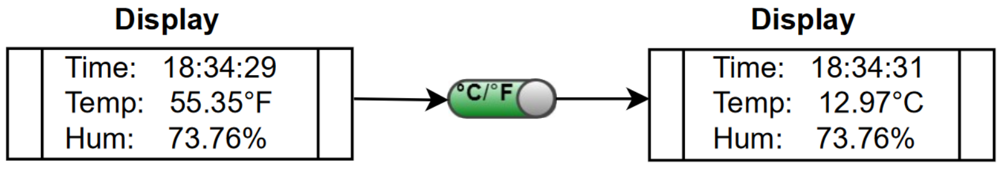 Display
Time: 18:34:29
Temp: 55.35°F
Hum: 73.76%
°C/°F
Display
Time: 18:34:31
Temp: 12.97°C
Hum: 73.76%